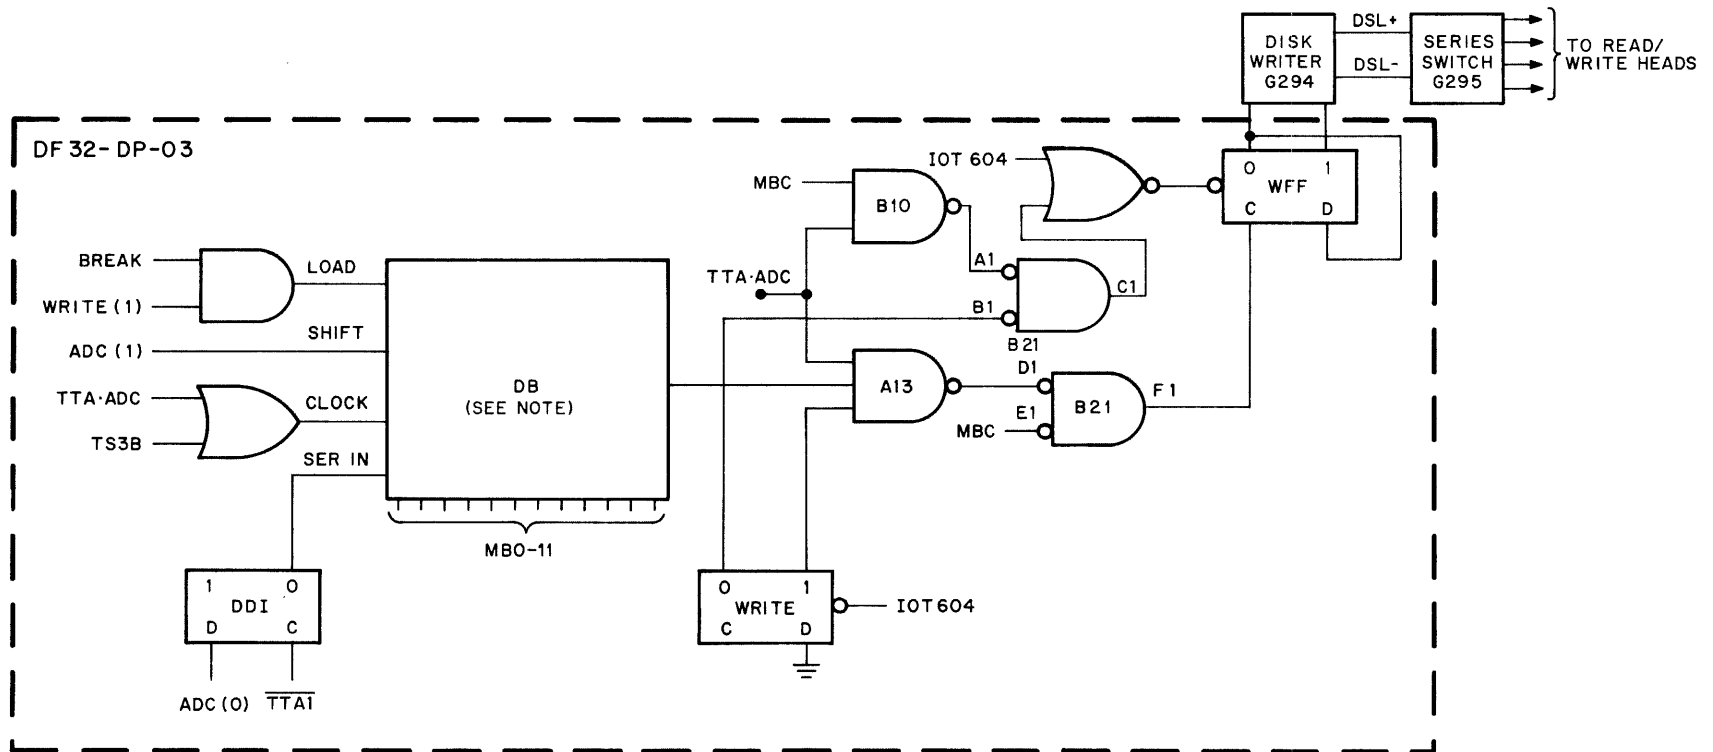 DSL+
DISK
WRITER
G294
DSL-
SERIES
SWITCH
G295
TO READ/
WRITE HEADS
DF32-DP-03
IOT 604
MBC
B10
0 1
WFF
C D
BREAK
LOAD
WRITE (1)
TTA·ADC
A1
C1
B1
SHIFT
ADC (1)
B21
D1
DB
(SEE NOTE)
A13
TTA·ADC
CLOCK
E1
B21
F1
MBC
TS3B
SER IN
MB0-11
1 0
DDI
D C
0 1
WRITE
C D
IOT 604
ADC (0) TTA1